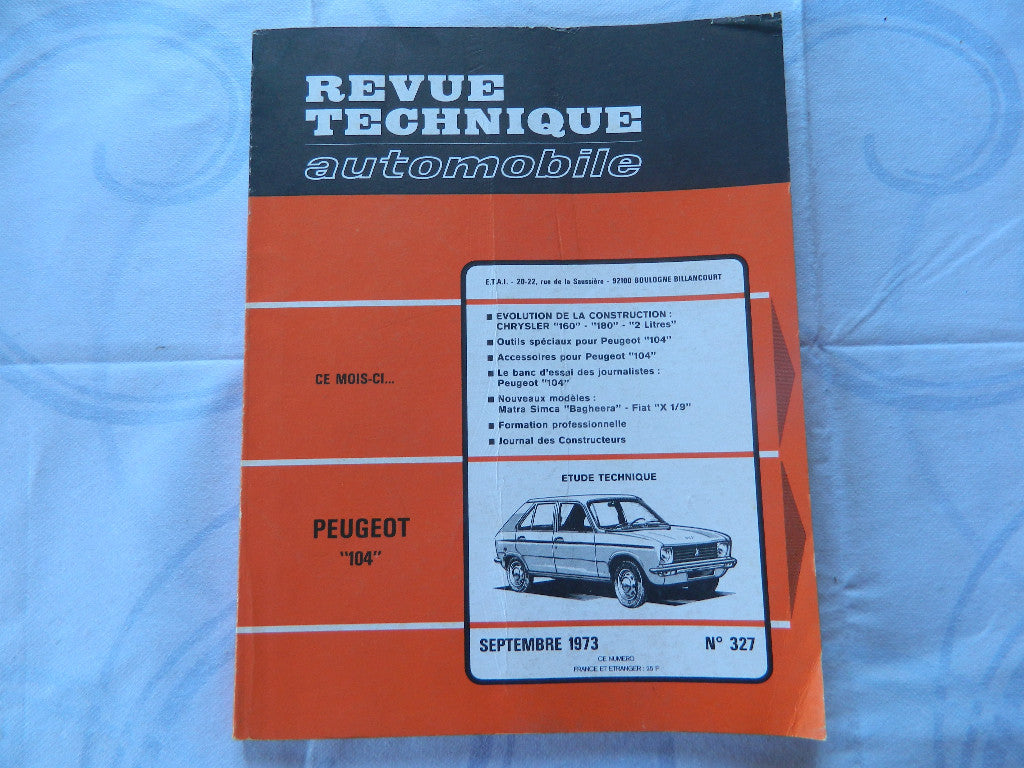 REVUE
TECHNIQUE
automobile
E.T.A.I. - 20-22, rue de la Saussière - 92100 BOULOGNE BILLANCOURT
■ EVOLUTION DE LA CONSTRUCTION :
CHRYSLER "160" - "180" - "2 Litres"
■ Outils spéciaux pour Peugeot "104"
■ Accessoires pour Peugeot "104"
■ Le banc d'essai des journalistes :
Peugeot "104"
■ Nouveaux modèles :
Matra Simca "Bagheera" - Fiat "X 1/9"
■ Formation professionnelle
■ Journal des Constructeurs
CE MOIS-CI...
ETUDE TECHNIQUE
PEUGEOT
"104"
SEPTEMBRE 1973 N° 327
CE NUMERO
FRANCE ET ETRANGER : 25 F